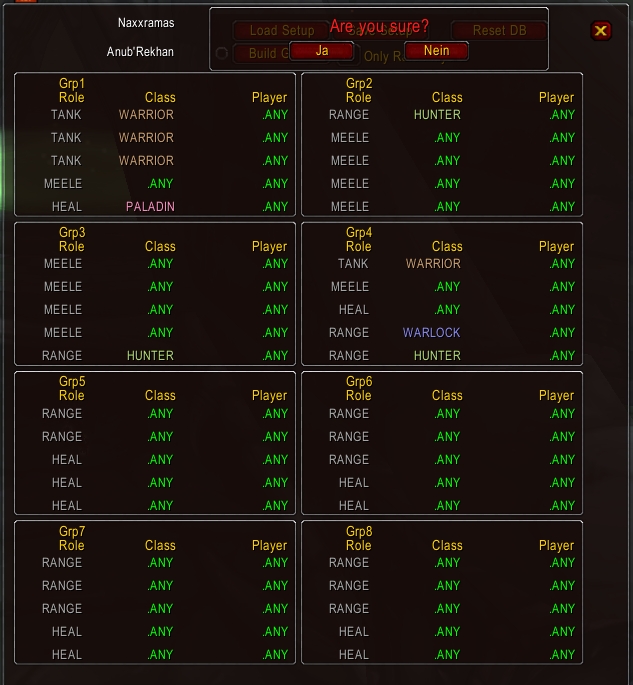 Naxxramas
Load Setup Are you sure? Setup Reset DB
Anub'Rekhan
Build G Ja Only R Nein
Grp1
Role Class Player
TANK WARRIOR .ANY
TANK WARRIOR .ANY
TANK WARRIOR .ANY
MEELE .ANY .ANY
HEAL PALADIN .ANY
Grp2
Role Class Player
RANGE HUNTER .ANY
MEELE .ANY .ANY
MEELE .ANY .ANY
MEELE .ANY .ANY
MEELE .ANY .ANY
Grp3
Role Class Player
MEELE .ANY .ANY
MEELE .ANY .ANY
MEELE .ANY .ANY
MEELE .ANY .ANY
RANGE HUNTER .ANY
Grp4
Role Class Player
TANK WARRIOR .ANY
MEELE .ANY .ANY
HEAL .ANY .ANY
RANGE WARLOCK .ANY
RANGE HUNTER .ANY
Grp5
Role Class Player
RANGE .ANY .ANY
RANGE .ANY .ANY
HEAL .ANY .ANY
HEAL .ANY .ANY
HEAL .ANY .ANY
Grp6
Role Class Player
RANGE .ANY .ANY
RANGE .ANY .ANY
RANGE .ANY .ANY
HEAL .ANY .ANY
HEAL .ANY .ANY
Grp7
Role Class Player
RANGE .ANY .ANY
RANGE .ANY .ANY
RANGE .ANY .ANY
HEAL .ANY .ANY
HEAL .ANY .ANY
Grp8
Role Class Player
RANGE .ANY .ANY
RANGE .ANY .ANY
RANGE .ANY .ANY
HEAL .ANY .ANY
HEAL .ANY .ANY